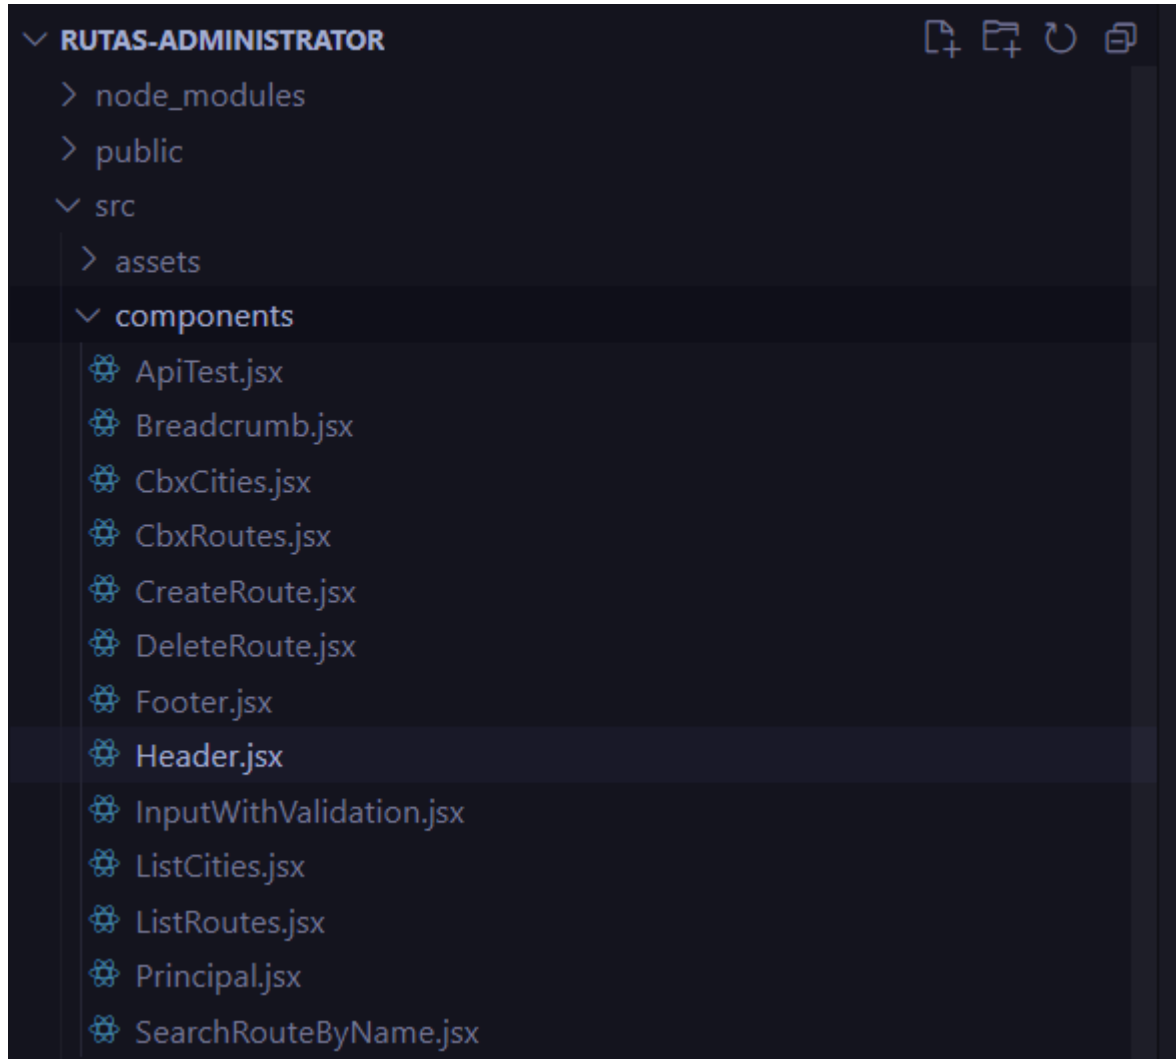 RUTAS-ADMINISTRATOR
node_modules
public
src
assets
components
ApiTest.jsx
Breadcrumb.jsx
CbxCities.jsx
CbxRoutes.jsx
CreateRoute.jsx
DeleteRoute.jsx
Footer.jsx
Header.jsx
InputWithValidation.jsx
ListCities.jsx
ListRoutes.jsx
Principal.jsx
SearchRouteByName.jsx